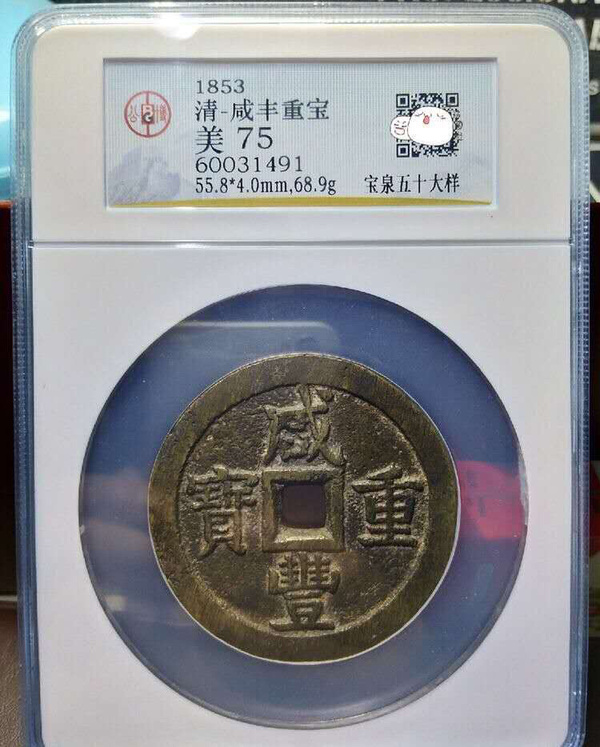 1853
清-咸丰重宝
美 75
60031491
55.8*4.0mm,68.9g 宝泉五十大样
咸
寶 重
豐